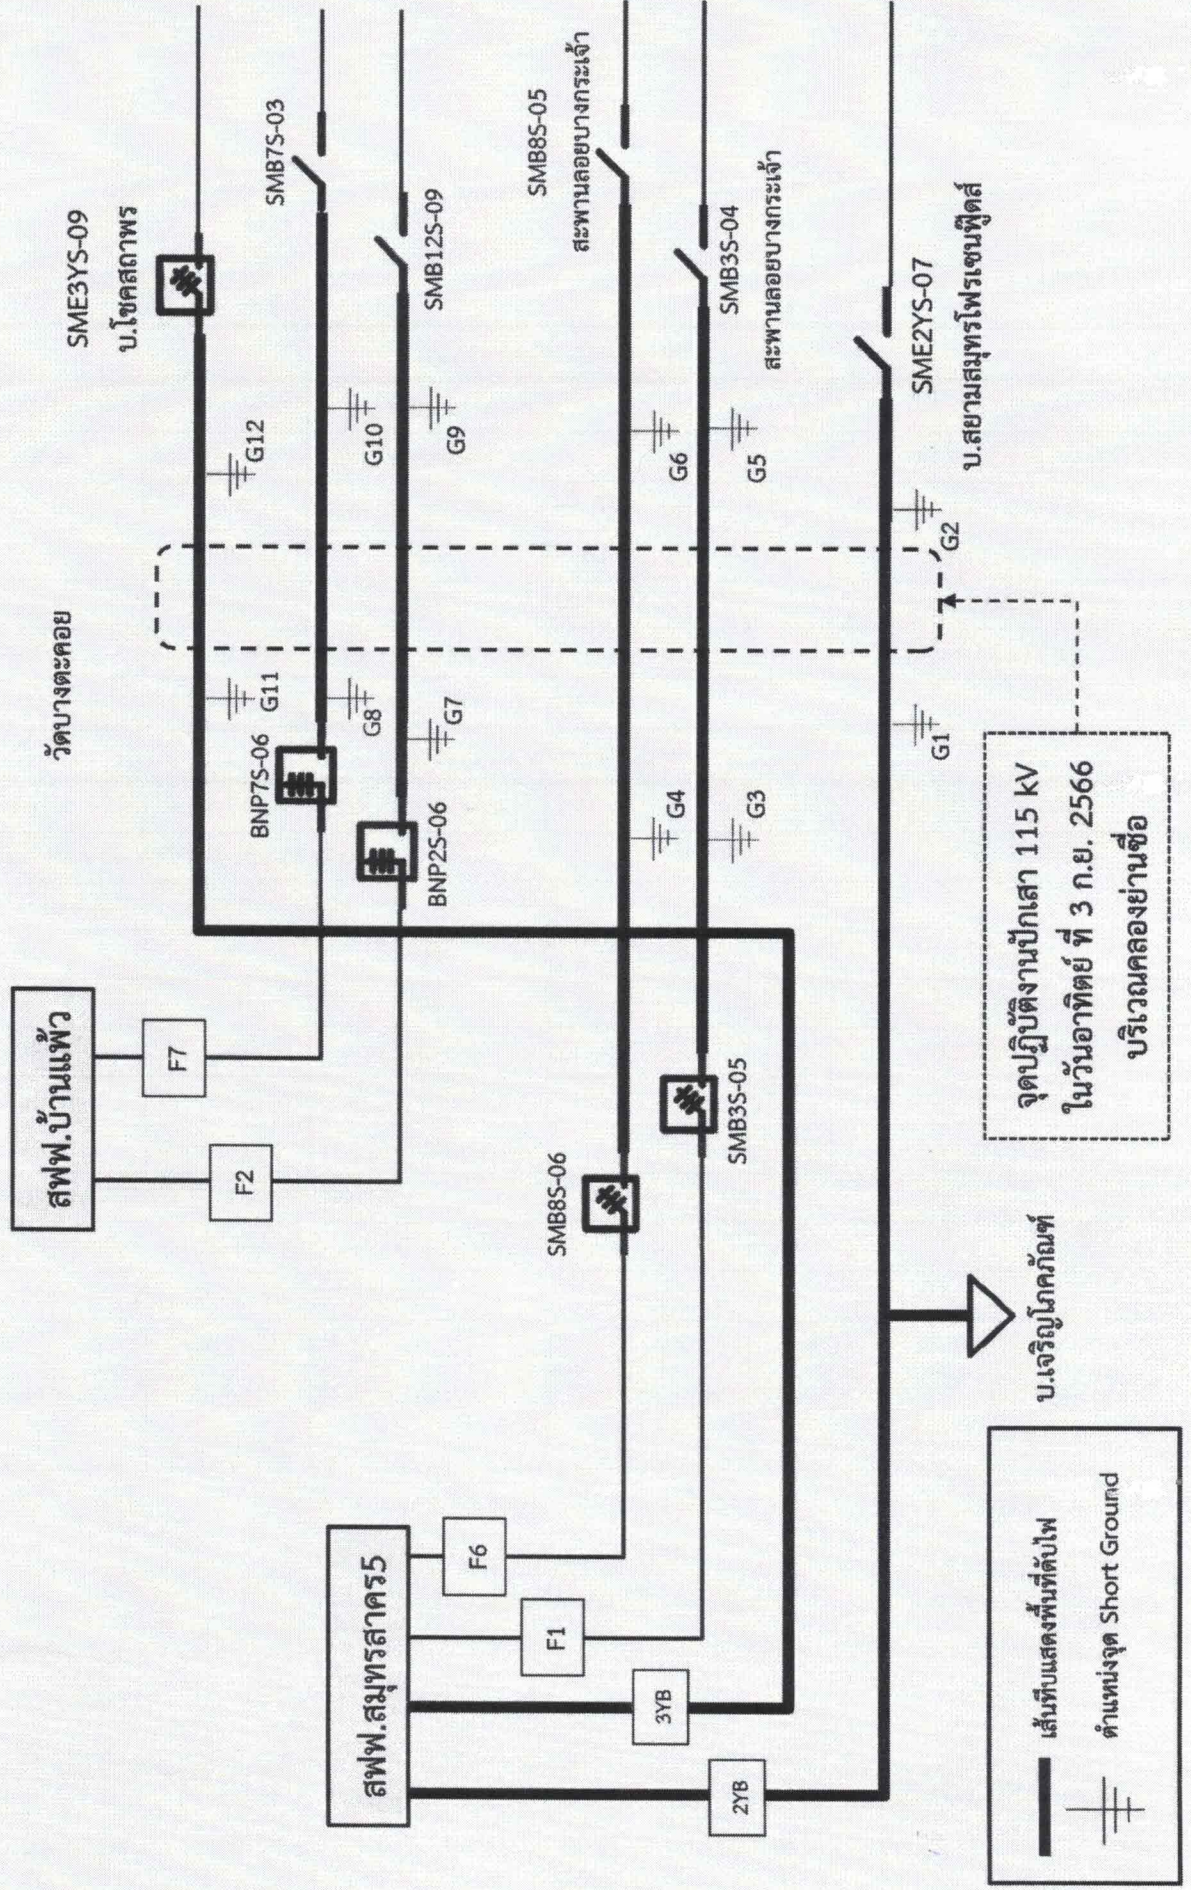 สฟฟ.บ้านแพ้ว
F7
F2
วัดบางตะคอย
BNP7S-06
BNP2S-06
SME3YS-09
บ.โชคสถาพร
SMB7S-03
SMB12S-09
SMB8S-05
สะพานลอยบางกระเจ้า
SMB3S-04
สะพานลอยบางกระเจ้า
SME2YS-07
บ.สยามสมุทรโฟรเซนฟู๊ดส์
G11
G12
G8
G10
G7
G9
G4
G6
G3
G5
G1
G2
SMB8S-06
SMB3S-05
สฟฟ.สมุทรสาคร5
F6
F1
3YB
2YB
บ.เจริญโภคภัณฑ์
จุดปฏิบัติงานปักเสา 115 kV
ในวันอาทิตย์ ที่ 3 ก.ย. 2566
บริเวณคลองย่านซื่อ
เส้นทึบแสดงพื้นที่ดับไฟ
ตำแหน่งจุด Short Ground